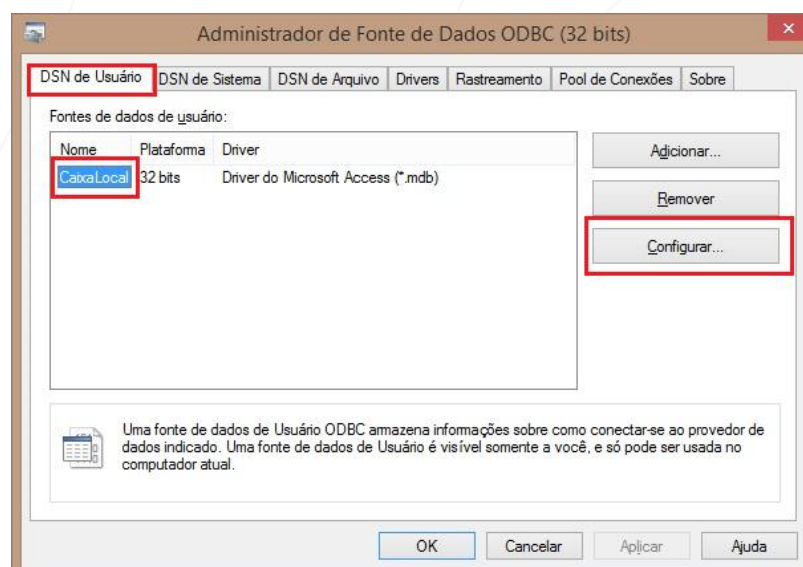 Administrador de Fonte de Dados ODBC (32 bits)
DSN de Usuário DSN de Sistema DSN de Arquivo Drivers Rastreamento Pool de Conexões Sobre
Fontes de dados de usuário:
Nome Plataforma Driver
CaixaLocal 32 bits Driver do Microsoft Access (*.mdb)
Adicionar...
Remover
Configurar...
Uma fonte de dados de Usuário ODBC armazena informações sobre como conectar-se ao provedor de
dados indicado. Uma fonte de dados de Usuário é visível somente a você, e só pode ser usada no
computador atual.
OK Cancelar Aplicar Ajuda